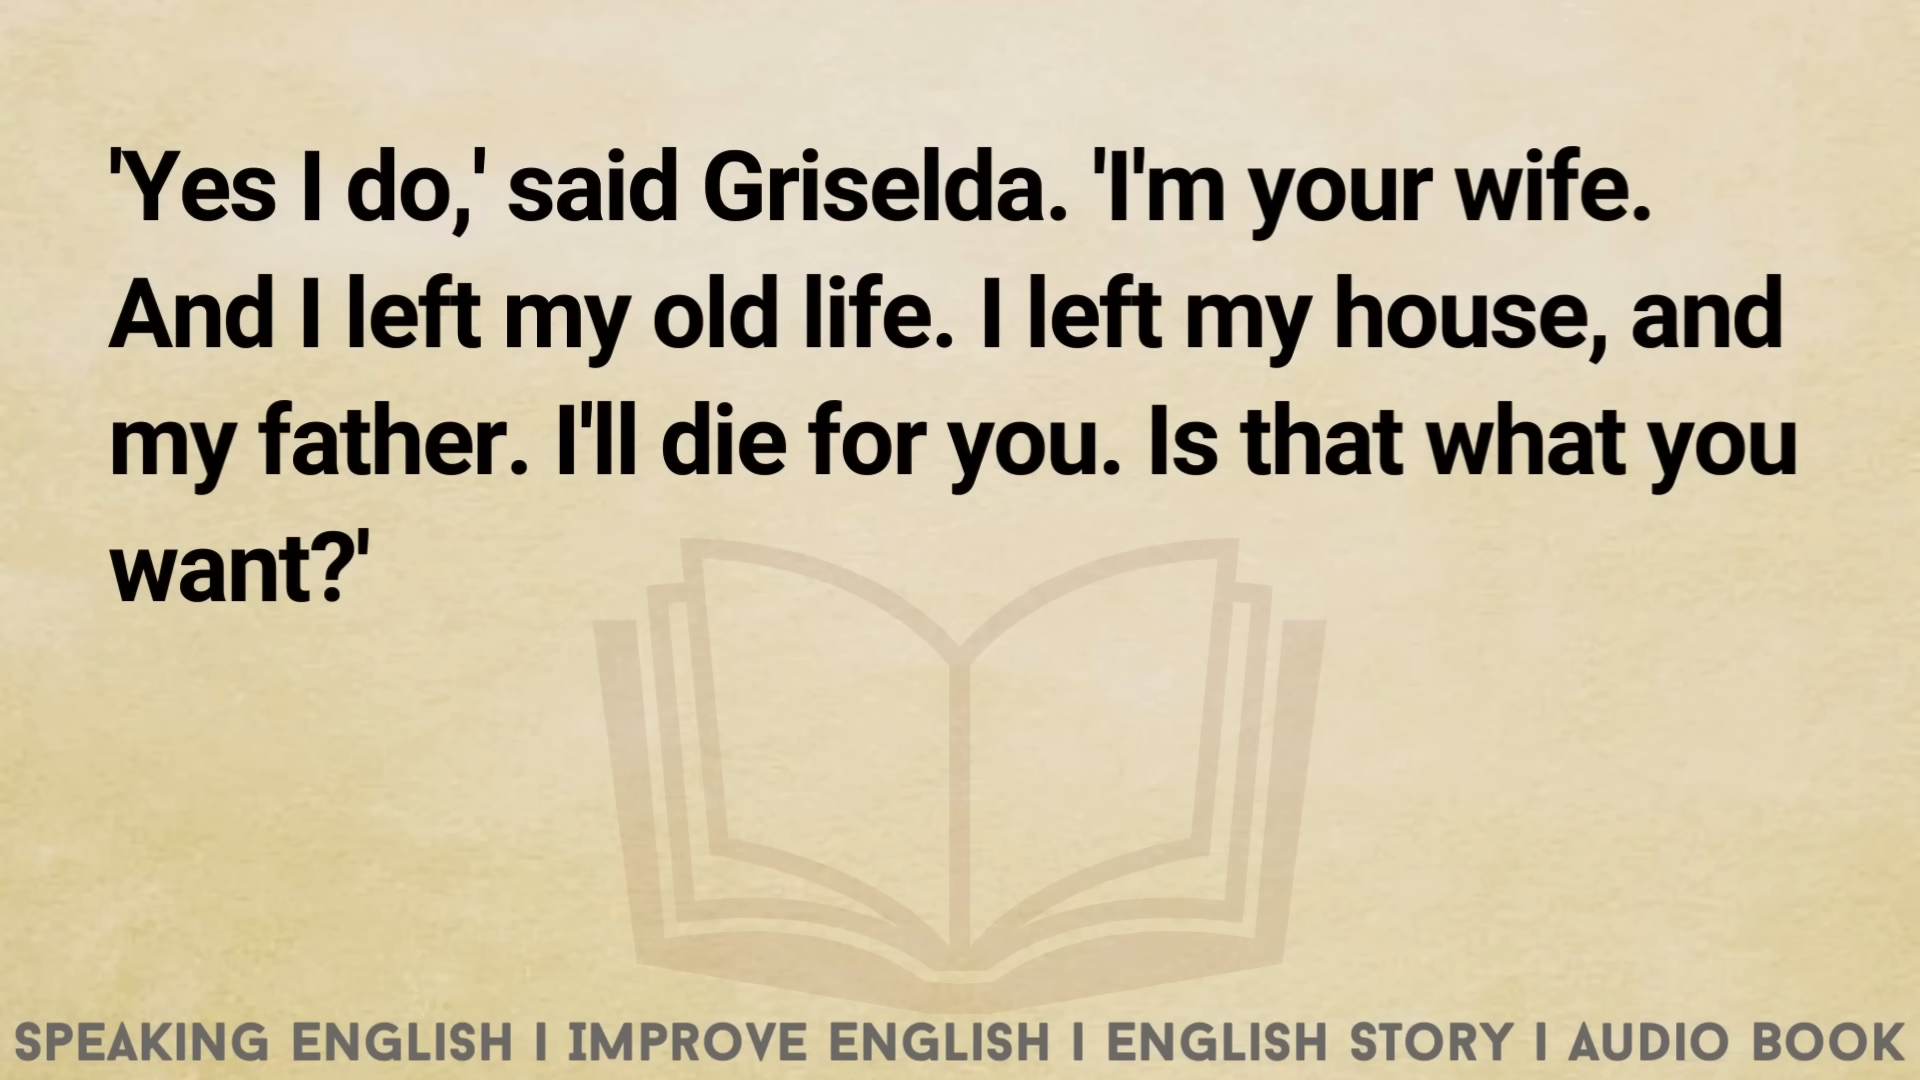 'Yes I do,' said Griselda. 'I'm your wife.
And I left my old life. I left my house, and
my father. I'll die for you. Is that what you
want?'
SPEAKING ENGLISH I IMPROVE ENGLISH I ENGLISH STORY I AUDIO BOOK